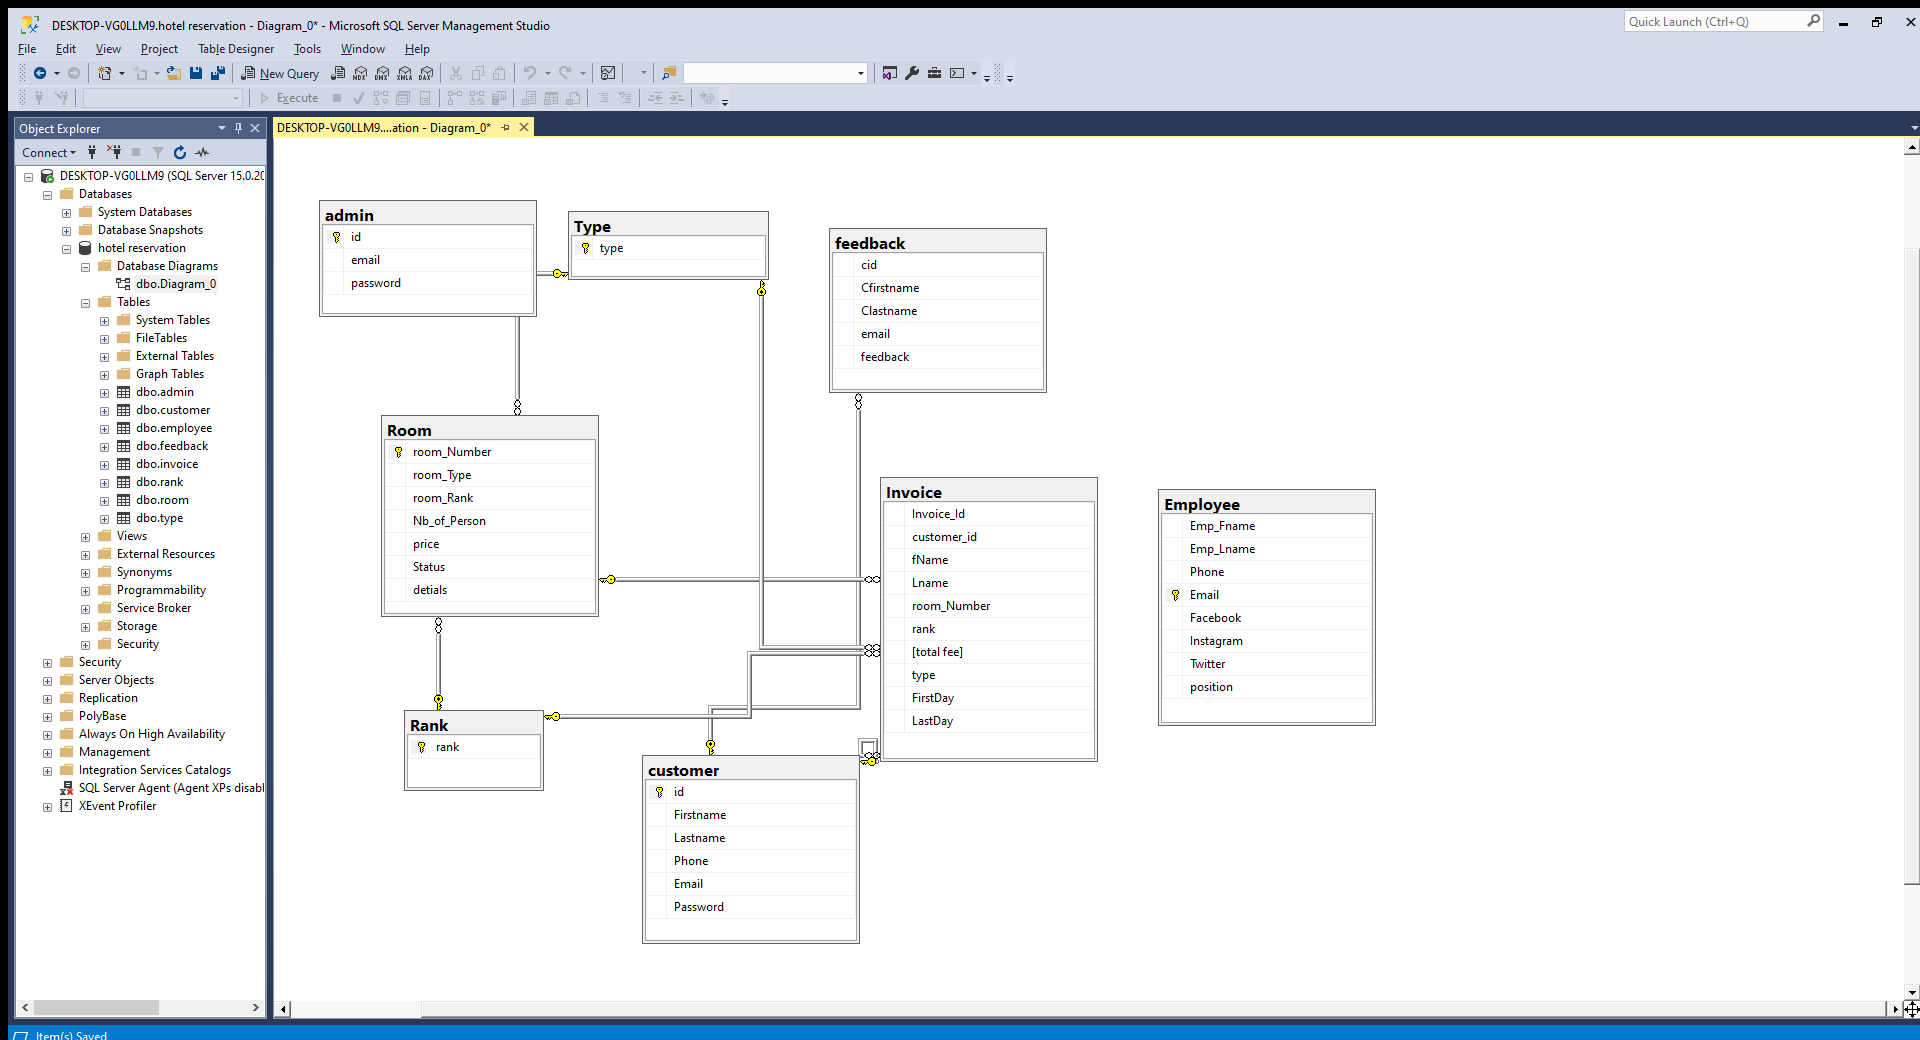 DESKTOP-VG0LLM9.hotel reservation - Diagram_0* - Microsoft SQL Server Management Studio
Quick Launch (Ctrl+Q)
File Edit View Project Table Designer Tools Window Help
New Query
MDX DMX XMLA DAX
Execute
Object Explorer
Connect
DESKTOP-VG0LLM9 (SQL Server 15.0.20
Databases
System Databases
Database Snapshots
hotel reservation
Database Diagrams
dbo.Diagram_0
Tables
System Tables
FileTables
External Tables
Graph Tables
dbo.admin
dbo.customer
dbo.employee
dbo.feedback
dbo.invoice
dbo.rank
dbo.room
dbo.type
Views
External Resources
Synonyms
Programmability
Service Broker
Storage
Security
Security
Server Objects
Replication
PolyBase
Always On High Availability
Management
Integration Services Catalogs
SQL Server Agent (Agent XPs disabl
XEvent Profiler
DESKTOP-VG0LLM9....ation - Diagram_0*
admin
id
email
password
Type
type
feedback
cid
Cfirstname
Clastname
email
feedback
Room
room_Number
room_Type
room_Rank
Nb_of_Person
price
Status
detials
Invoice
Invoice_Id
customer_id
fName
Lname
room_Number
rank
[total fee]
type
FirstDay
LastDay
Employee
Emp_Fname
Emp_Lname
Phone
Email
Facebook
Instagram
Twitter
position
Rank
rank
customer
id
Firstname
Lastname
Phone
Email
Password
Item(s) Saved